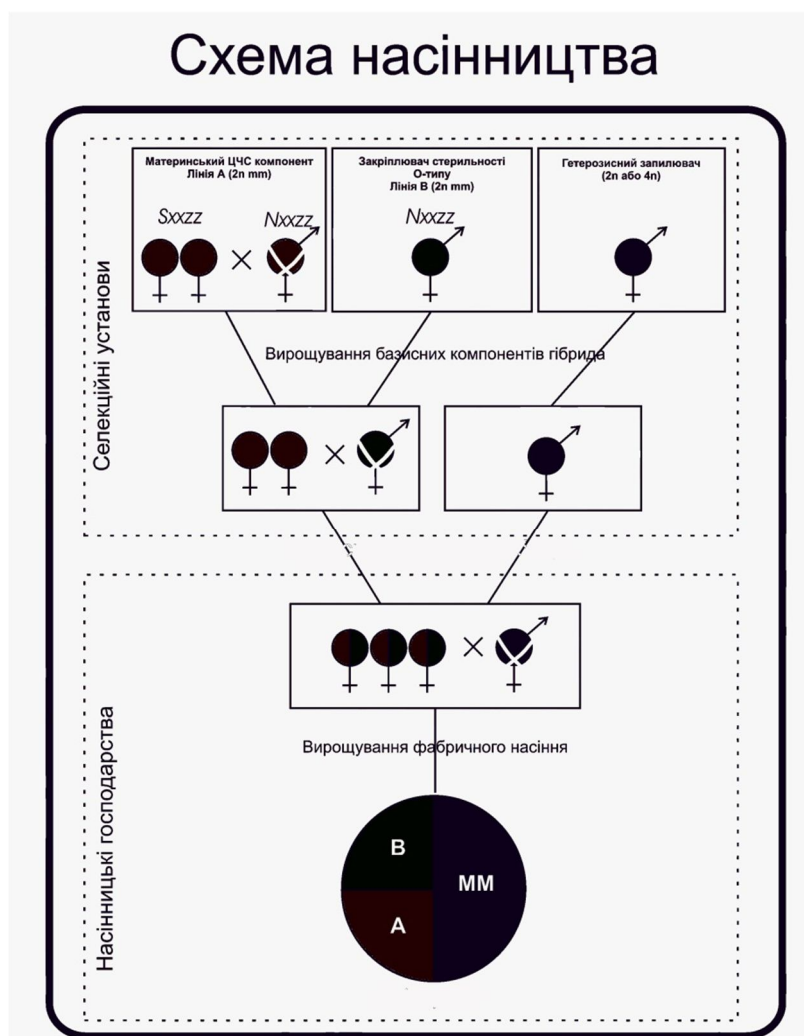 Схема насінництва
Селекційні установи
Материнський ЦЧС компонент
Лінія А (2n mm)
Sxxzz
Nxxzz
Закріплювач стерильності
О-типу
Лінія В (2n mm)
Nxxzz
Гетерозисний запилювач
(2n або 4n)
Вирощування базисних компонентів гібрида
Насінницькі господарства
Вирощування фабричного насіння
В
ММ
А